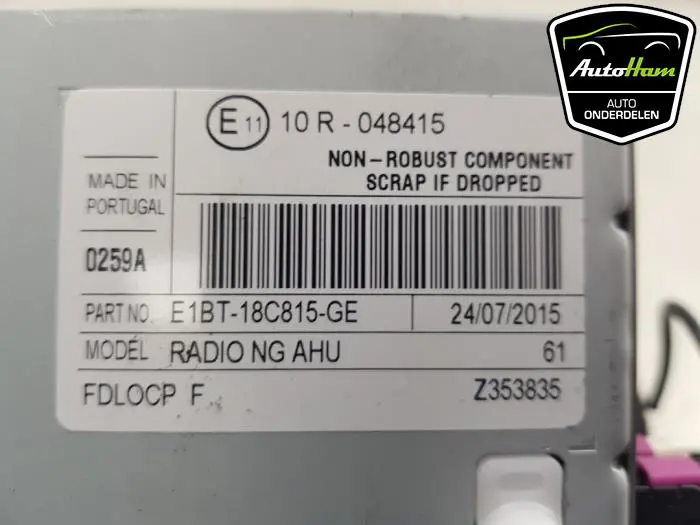 E 11 10 R - 048415
NON-ROBUST COMPONENT
SCRAP IF DROPPED
MADE IN
PORTUGAL
0259A
PART NO. E1BT-18C815-GE 24/07/2015
MODEL RADIO NG AHU 61
FDLOCP F Z353835
AutoHam
AUTO
ONDERDELEN